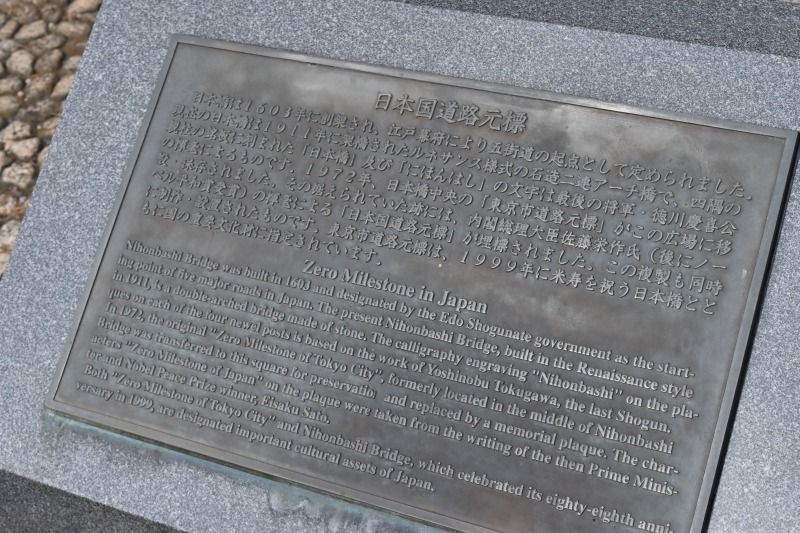 日本国道路元標
日本橋は1603年に創架され、江戸幕府により五街道の起点として定められました。
現在の日本橋は1911年に架橋されたルネサンス様式の石造二連アーチ橋で、四隅の
親柱の銘板に刻まれた「日本橋」及び「にほんばし」の文字は最後の将軍・徳川慶喜公
の揮毫によるものです。1972年、日本橋中央の「東京市道路元標」がこの広場に移
設・保存されました。その据えられていた跡には、内閣総理大臣佐藤栄作氏(後にノー
ベル平和賞受賞)の揮毫による「日本国道路元標」が埋標されました。この複製も同時
に製作・設置されたものです。東京市道路元標は、1999年に米寿を祝う日本橋とと
もに国の重要文化財に指定されています。
Zero Milestone in Japan
Nihonbashi Bridge was built in 1603 and designated by the Edo Shogunate government as the start-
ing point of five major roads in Japan. The present Nihonbashi Bridge, built in the Renaissance style
in 1911, is a double-arched bridge made of stone. The calligraphy engraving "Nihonbashi" on the pla-
ques on each of the four newel posts is based on the work of Yoshinobu Tokugawa, the last Shogun.
In 1972, the original "Zero Milestone of Tokyo City", formerly located in the middle of Nihonbashi
Bridge was transferred to this square for preservation and replaced by a memorial plaque. The char-
acters "Zero Milestone of Japan" on the plaque were taken from the writing of the then Prime Minis-
ter and Nobel Peace Prize winner, Eisaku Sato.
Both "Zero Milestone of Tokyo City" and Nihonbashi Bridge, which celebrated its eighty-eighth anni-
versary in 1999, are designated important cultural assets of Japan.